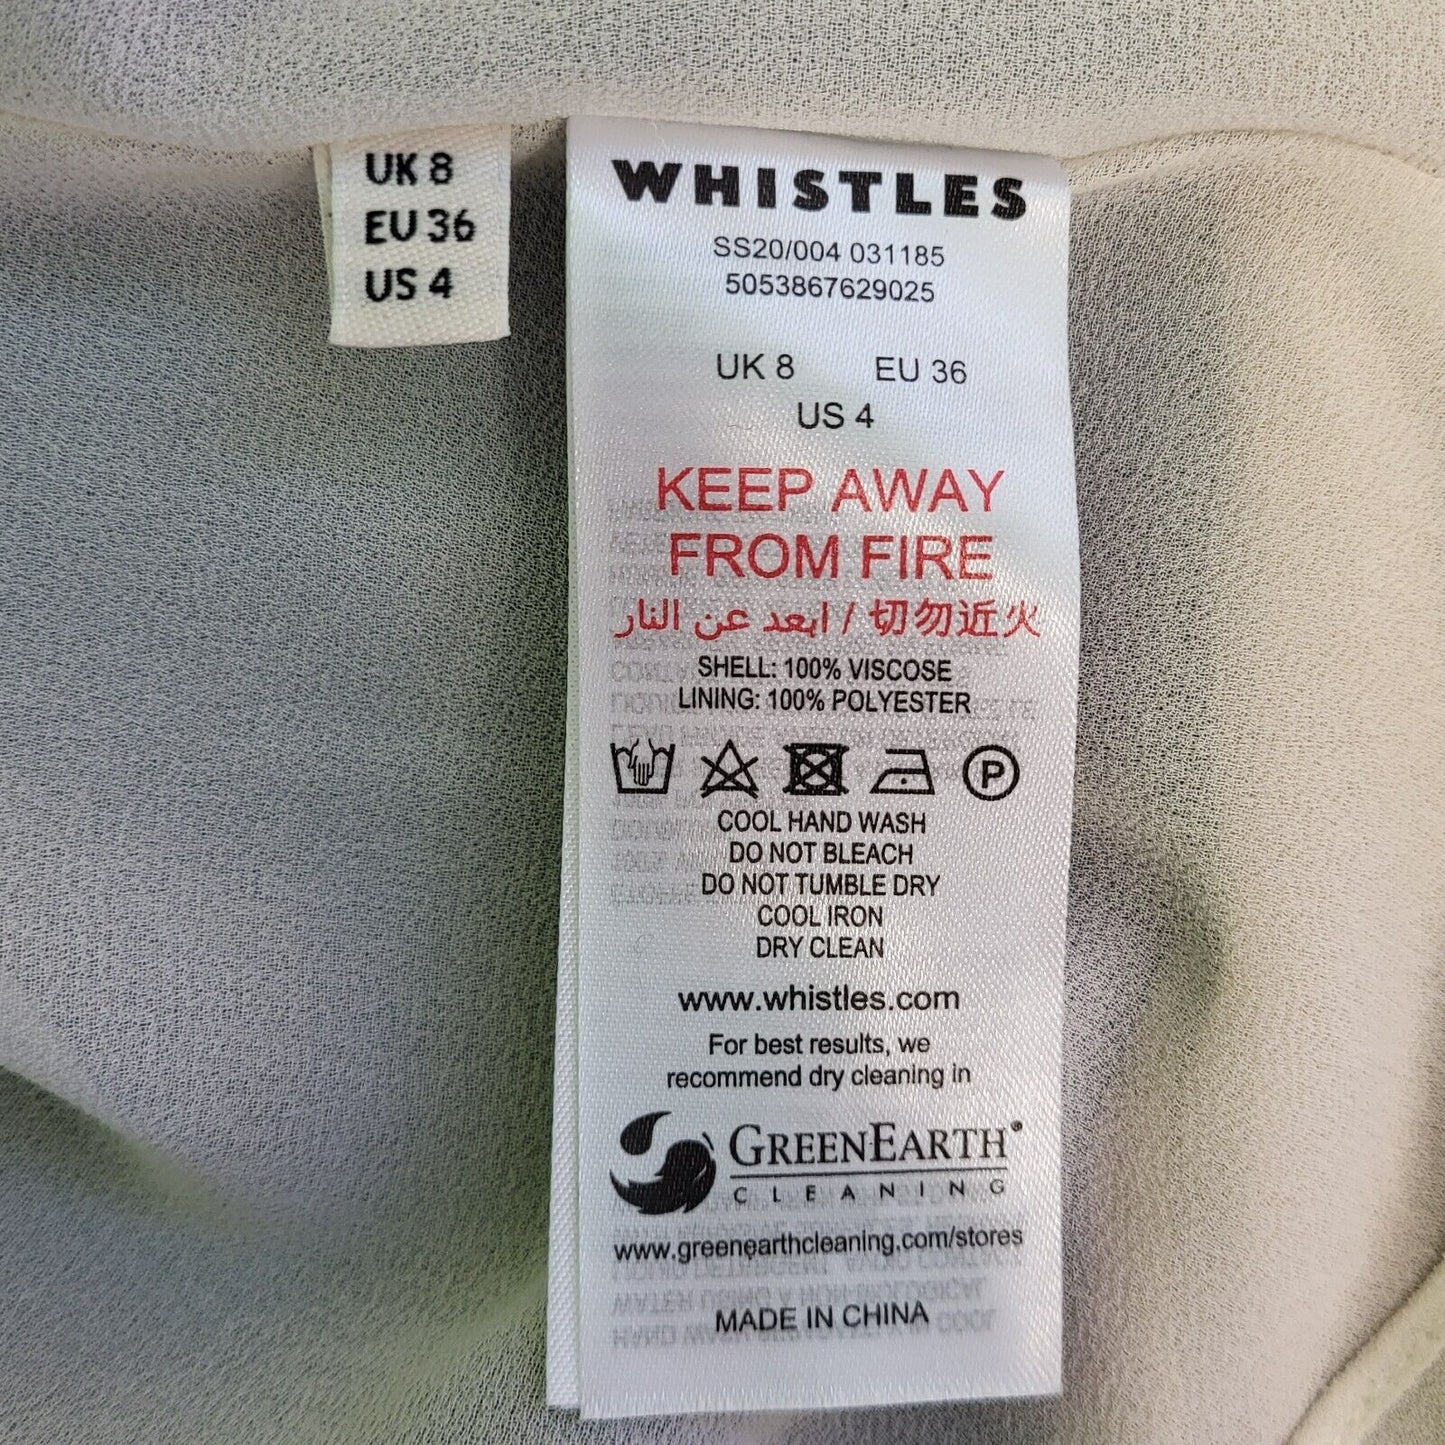 UK 8
EU 36
US 4
WHISTLES
SS20/004 031185
5053867629025
UK 8 EU 36
US 4
KEEP AWAY
FROM FIRE
ابعد عن النار / 切勿近火
SHELL: 100% VISCOSE
LINING: 100% POLYESTER
P
COOL HAND WASH
DO NOT BLEACH
DO NOT TUMBLE DRY
COOL IRON
DRY CLEAN
www.whistles.com
For best results, we
recommend dry cleaning in
GREENEARTH®
CLEANING
www.greenearthcleaning.com/stores
MADE IN CHINA